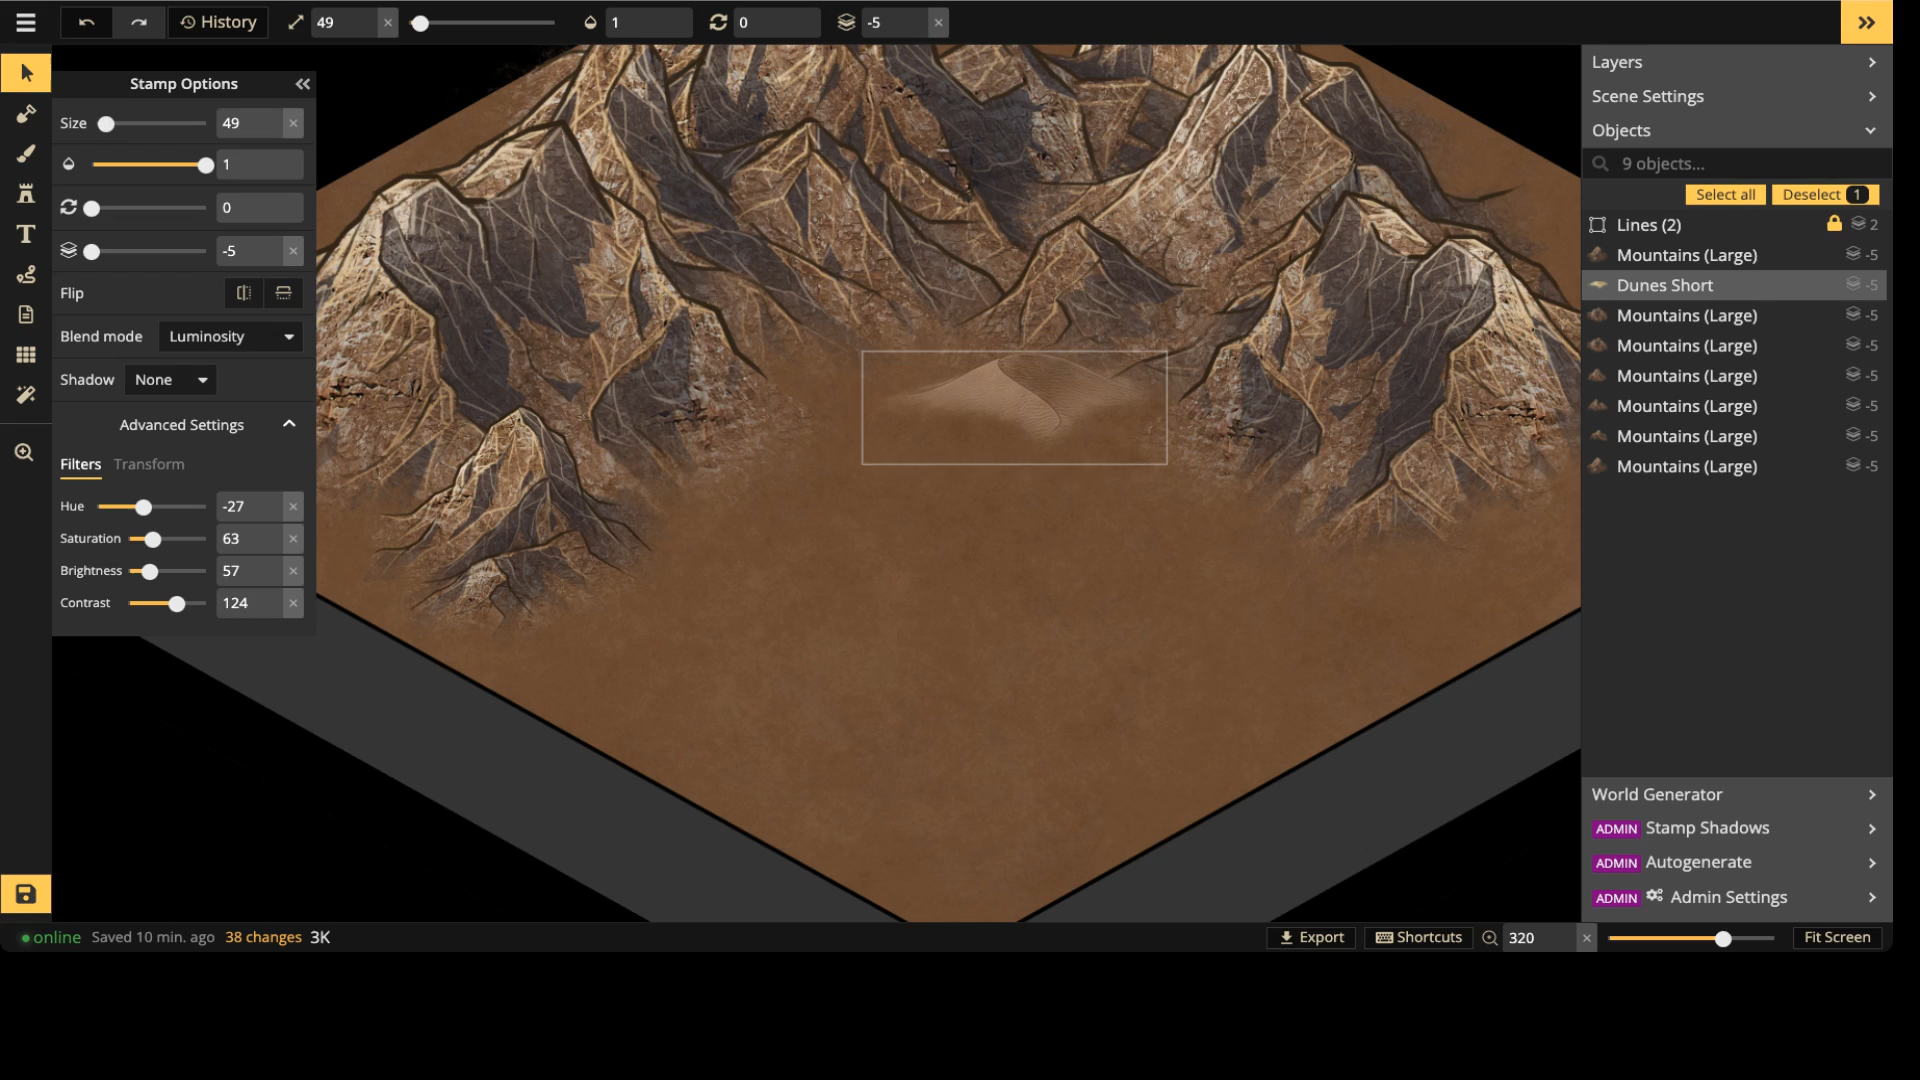 History
49
1
0
-5
Stamp Options
Size
49
1
0
-5
Flip
Blend mode
Luminosity
Shadow
None
Advanced Settings
Filters
Transform
Hue
-27
Saturation
63
Brightness
57
Contrast
124
Layers
Scene Settings
Objects
9 objects...
Select all
Deselect 1
Lines (2) 2
Mountains (Large) -5
Dunes Short -5
Mountains (Large) -5
Mountains (Large) -5
Mountains (Large) -5
Mountains (Large) -5
Mountains (Large) -5
Mountains (Large) -5
World Generator
ADMIN Stamp Shadows
ADMIN Autogenerate
ADMIN Admin Settings
online Saved 10 min. ago 38 changes 3K
Export
Shortcuts
320
Fit Screen